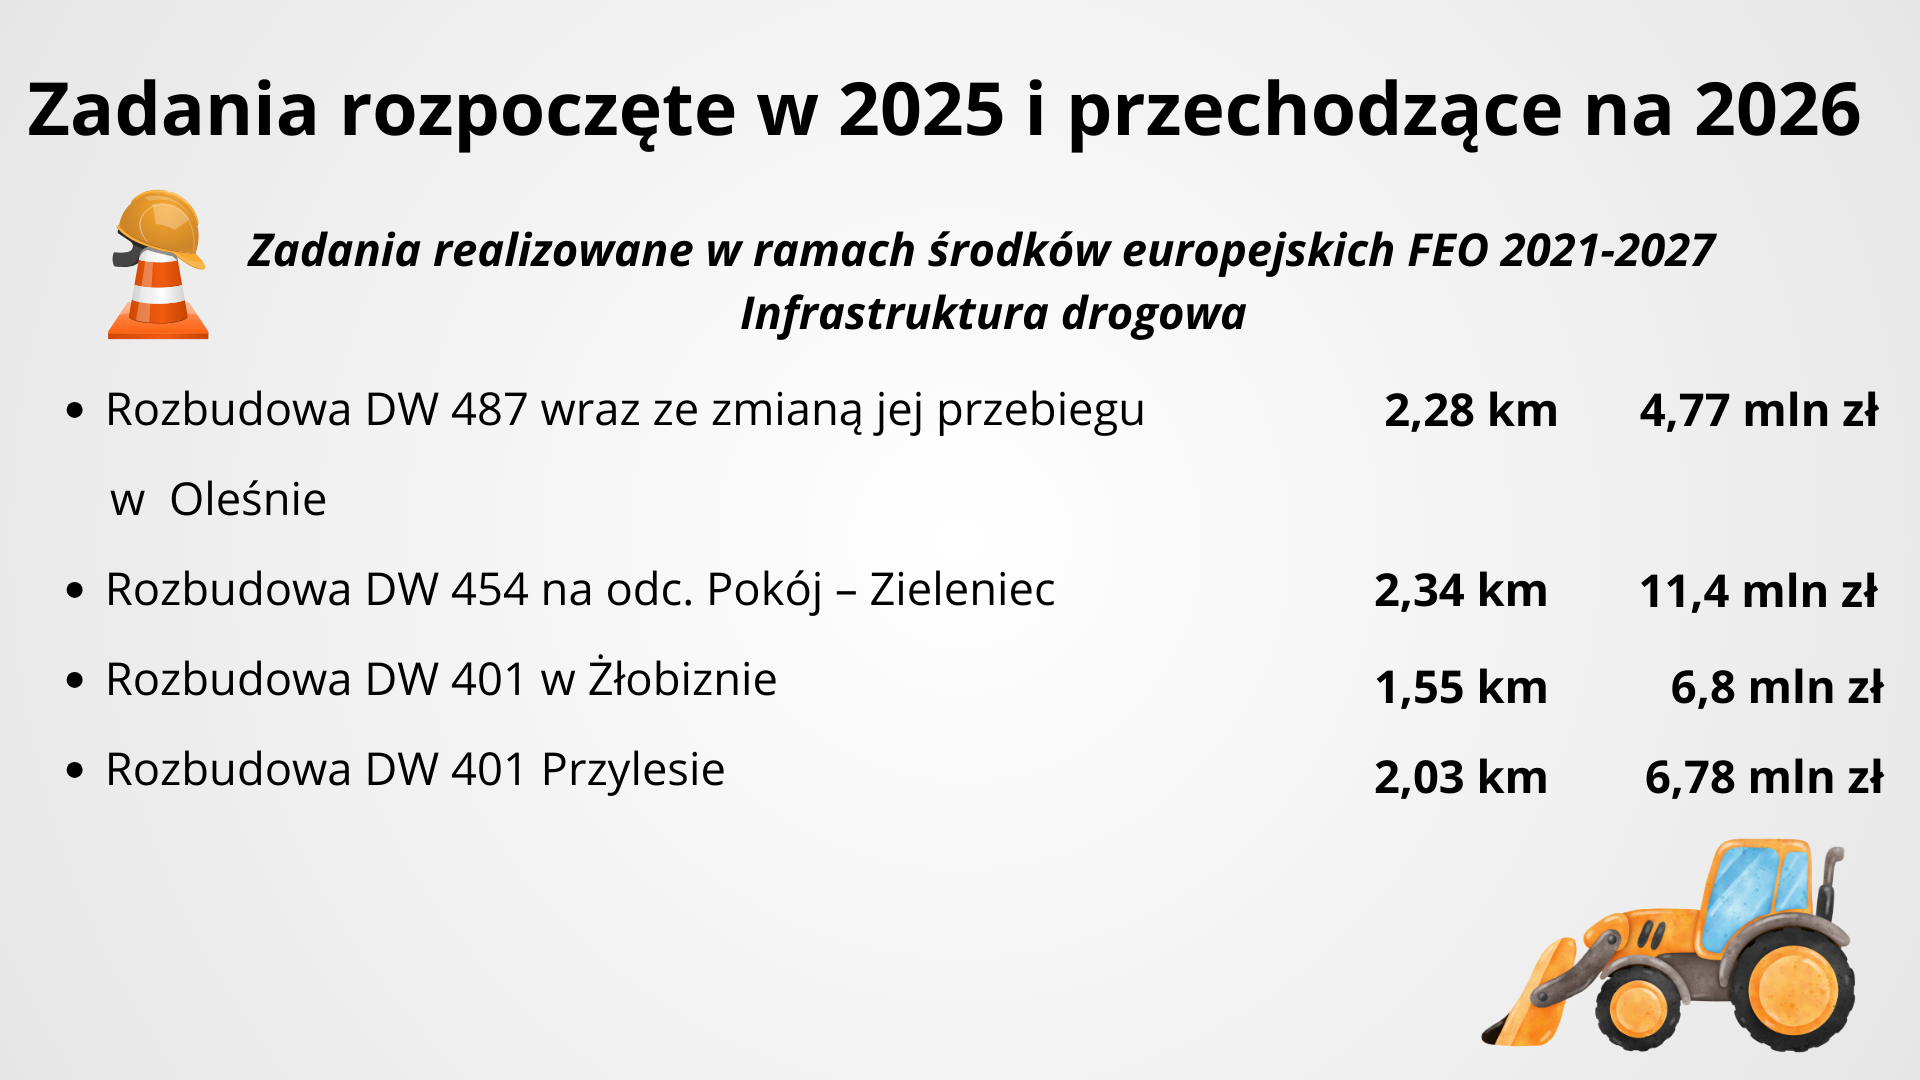 Zadania rozpoczęte w 2025 i przechodzące na 2026
Zadania realizowane w ramach środków europejskich FEO 2021-2027
Infrastruktura drogowa
• Rozbudowa DW 487 wraz ze zmianą jej przebiegu 2,28 km 4,77 mln zł
w Oleśnie
• Rozbudowa DW 454 na odc. Pokój – Zieleniec 2,34 km 11,4 mln zł
• Rozbudowa DW 401 w Żłobiznie 1,55 km 6,8 mln zł
• Rozbudowa DW 401 Przylesie 2,03 km 6,78 mln zł